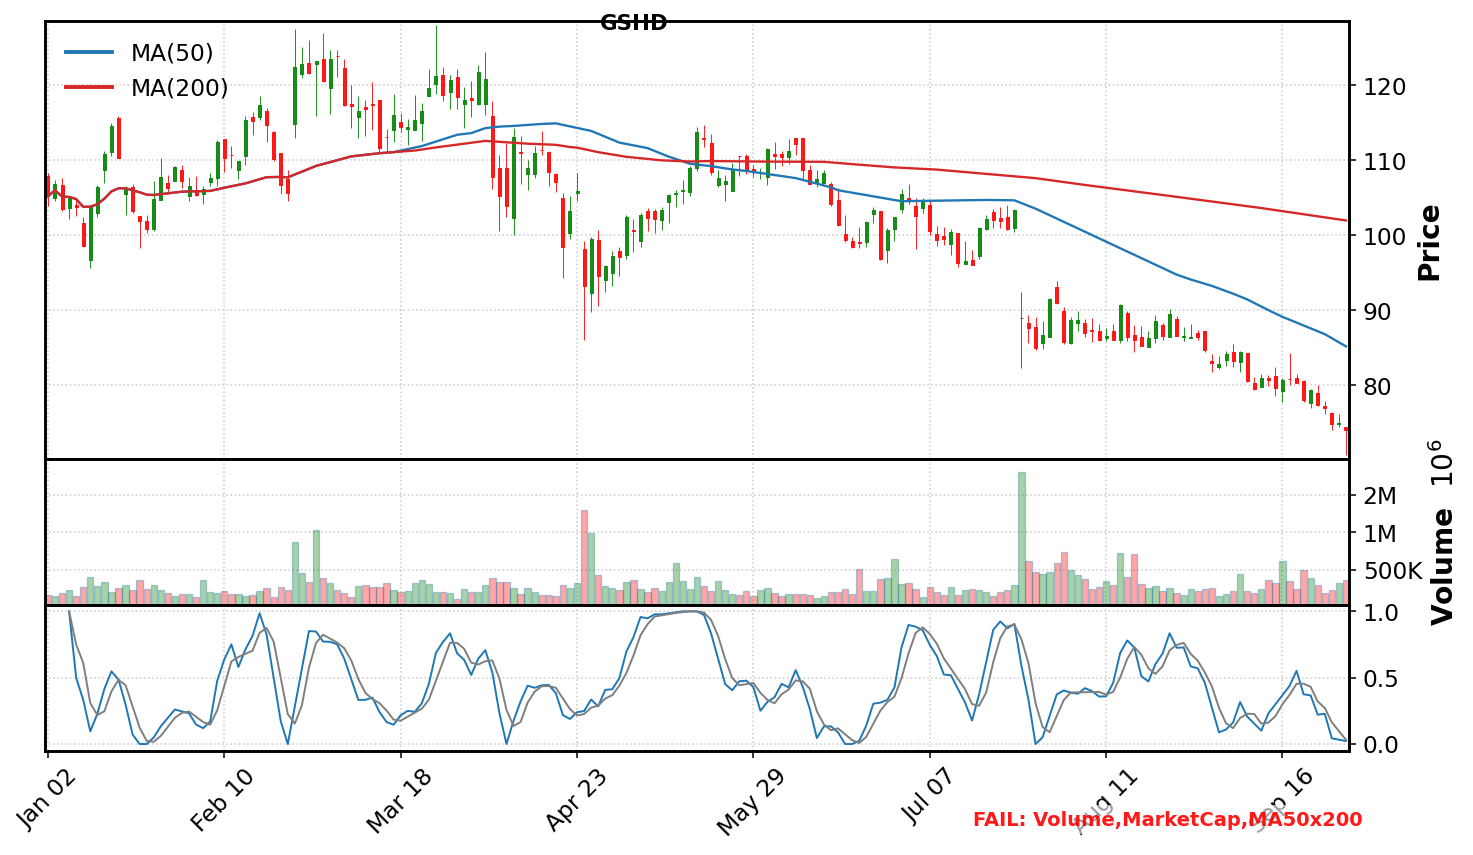 GSHD
MA(50)
MA(200)
120
110
100
90
80
Price
2M
1M
500K
Volume 10^6
1.0
0.5
0.0
Jan 02
Feb 10
Mar 18
Apr 23
May 29
Jul 07
Aug 11
Sep 16
FAIL: Volume,MarketCap,MA50x200